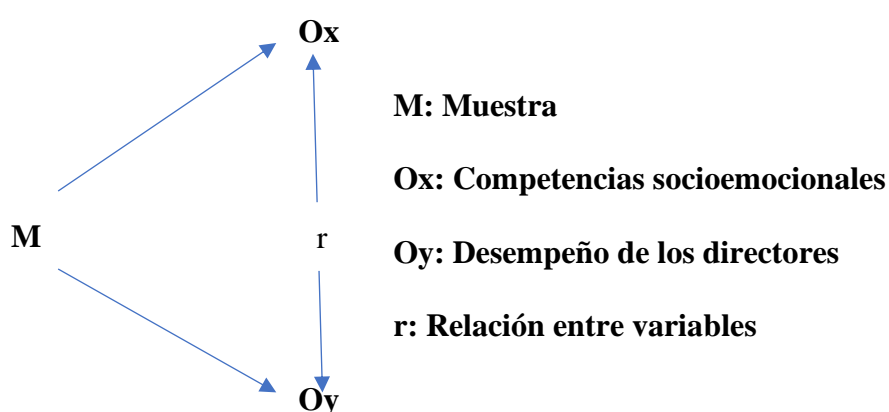 Ox
M: Muestra
Ox: Competencias socioemocionales
M
r
Oy: Desempeño de los directores
r: Relación entre variables
Oy